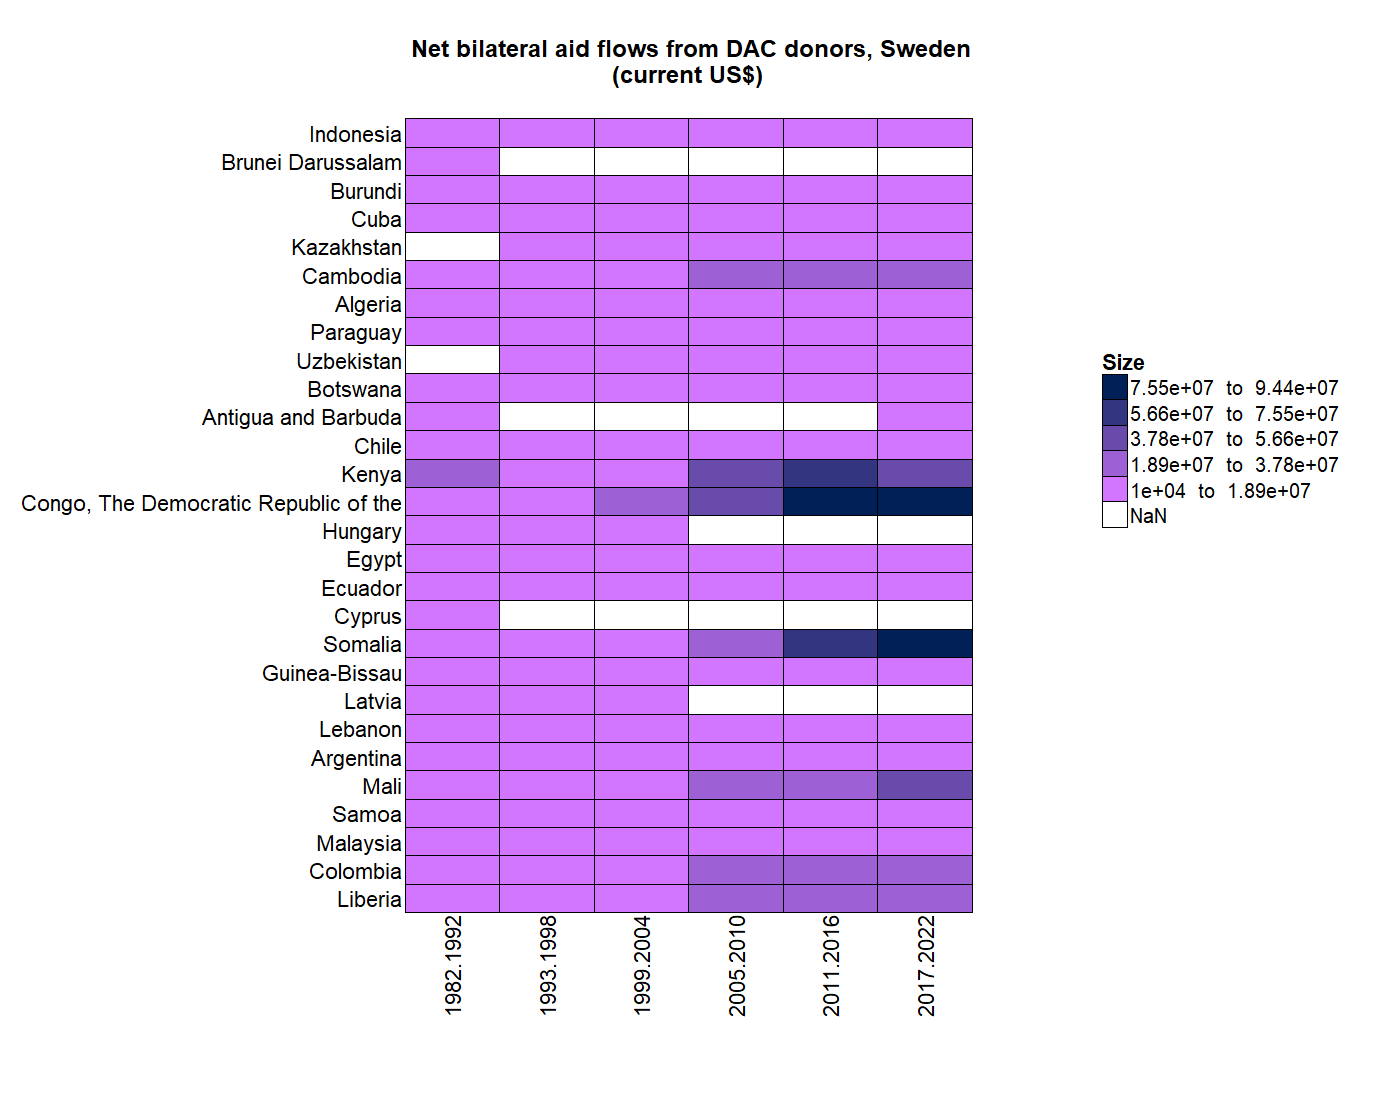 Net bilateral aid flows from DAC donors, Sweden
(current US$)
Indonesia
Brunei Darussalam
Burundi
Cuba
Kazakhstan
Cambodia
Algeria
Paraguay
Uzbekistan
Botswana
Antigua and Barbuda
Chile
Kenya
Congo, The Democratic Republic of the
Hungary
Egypt
Ecuador
Cyprus
Somalia
Guinea-Bissau
Latvia
Lebanon
Argentina
Mali
Samoa
Malaysia
Colombia
Liberia
1982.1992
1993.1998
1999.2004
2005.2010
2011.2016
2017.2022
Size
7.55e+07 to 9.44e+07
5.66e+07 to 7.55e+07
3.78e+07 to 5.66e+07
1.89e+07 to 3.78e+07
1e+04 to 1.89e+07
NaN